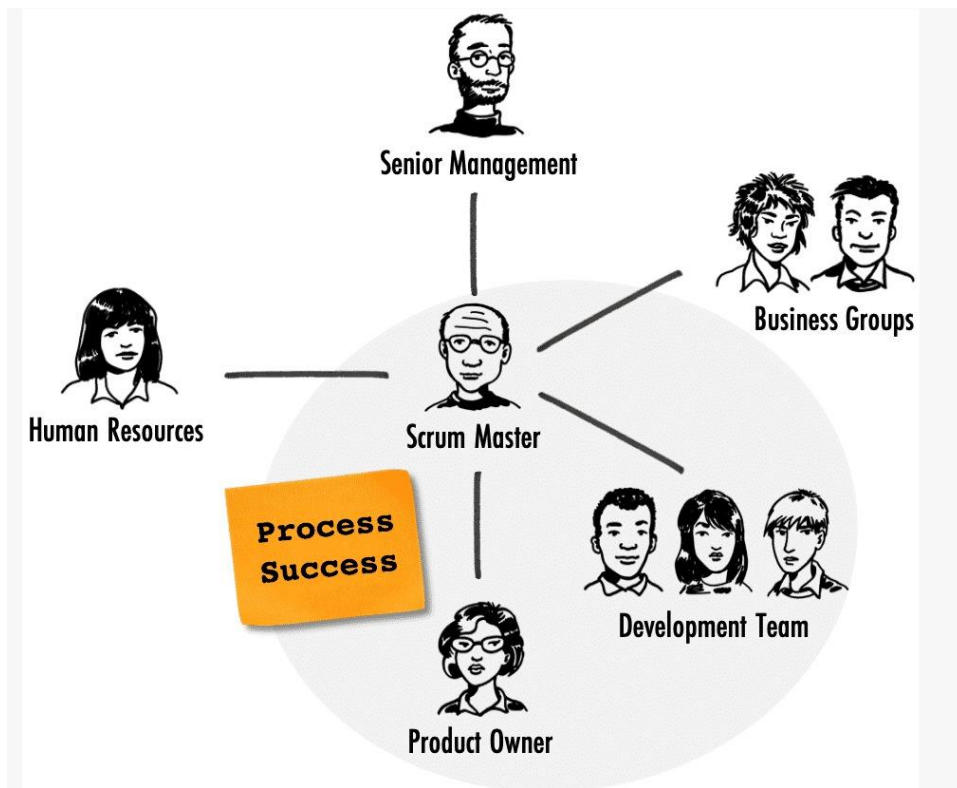 Senior Management
Business Groups
Human Resources
Scrum Master
Process
Success
Development Team
Product Owner